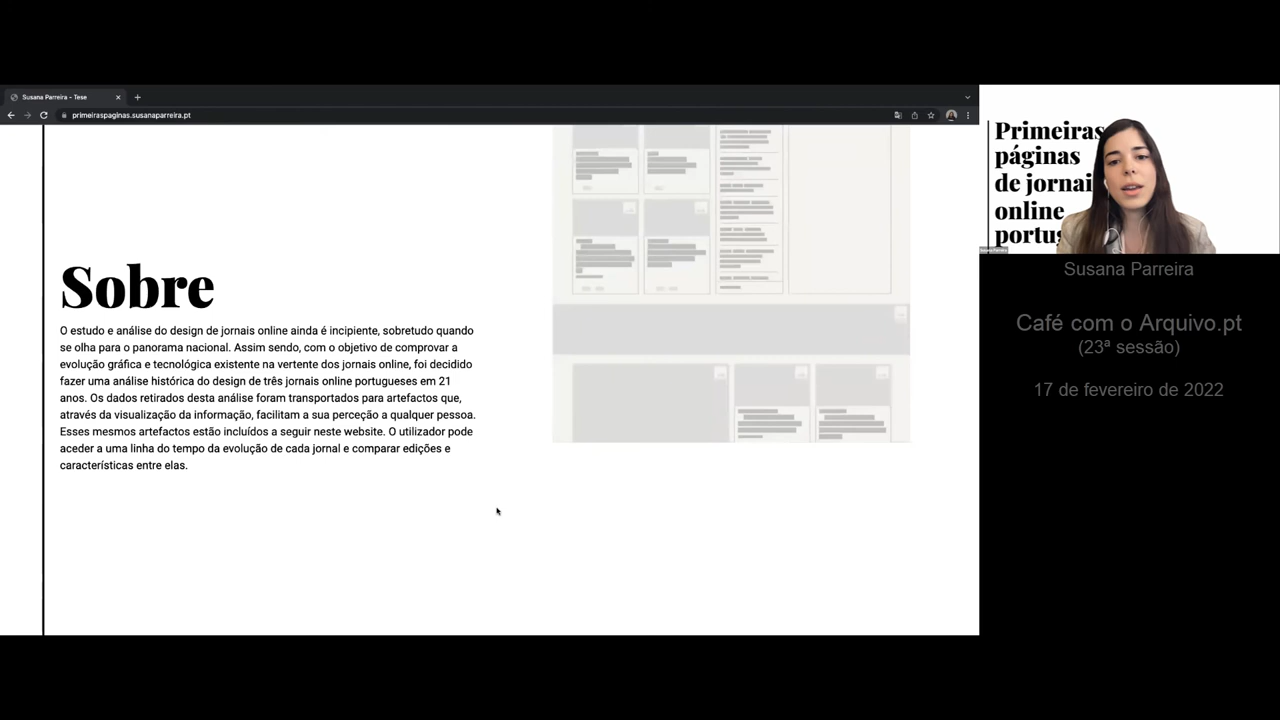 Susana Parreira - Tese
primeiraspaginas.susanaparreira.pt
Sobre
O estudo e análise do design de jornais online ainda é incipiente, sobretudo quando
se olha para o panorama nacional. Assim sendo, com o objetivo de comprovar a
evolução gráfica e tecnológica existente na vertente dos jornais online, foi decidido
fazer uma análise histórica do design de três jornais online portugueses em 21
anos. Os dados retirados desta análise foram transportados para artefactos que,
através da visualização da informação, facilitam a sua perceção a qualquer pessoa.
Esses mesmos artefactos estão incluídos a seguir neste website. O utilizador pode
aceder a uma linha do tempo da evolução de cada jornal e comparar edições e
características entre elas.
Primeiras
páginas
de jornai
online
portug
Susana Parreira
Café com o Arquivo.pt
(23ª sessão)
17 de fevereiro de 2022